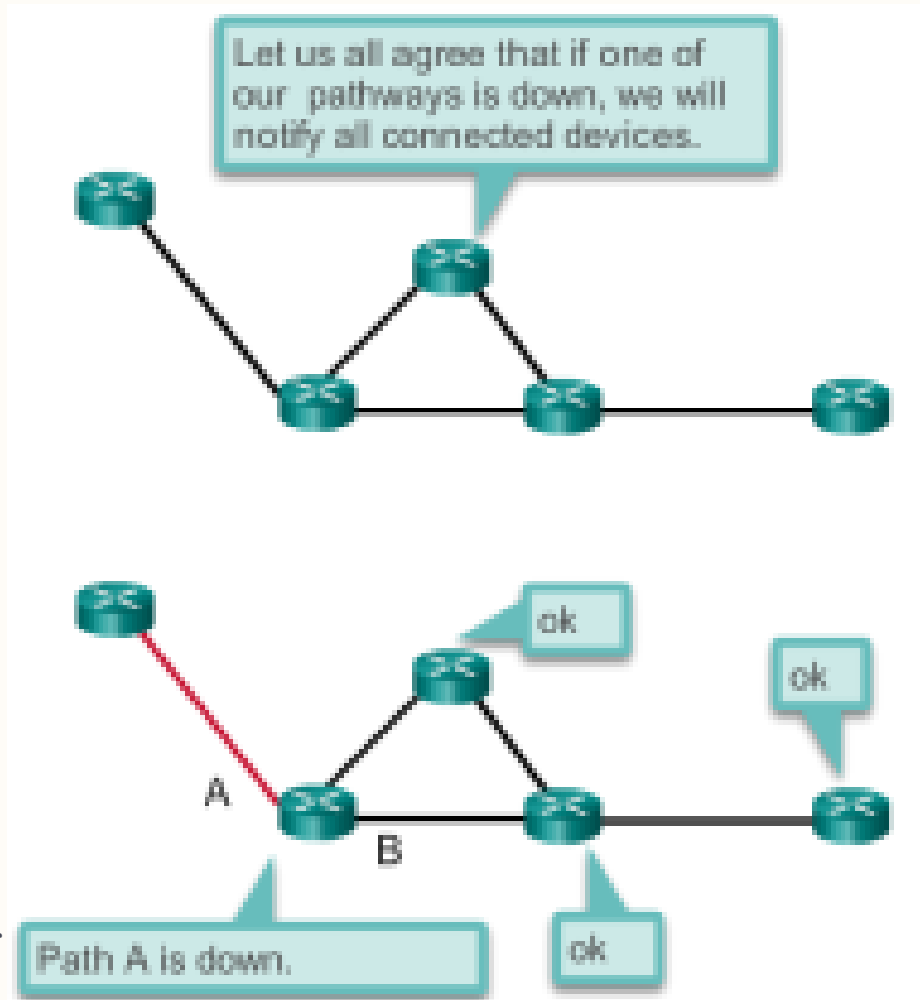 Let us all agree that if one of
our pathways is down, we will
notify all connected devices.
ok
ok
A
B
Path A is down.
ok